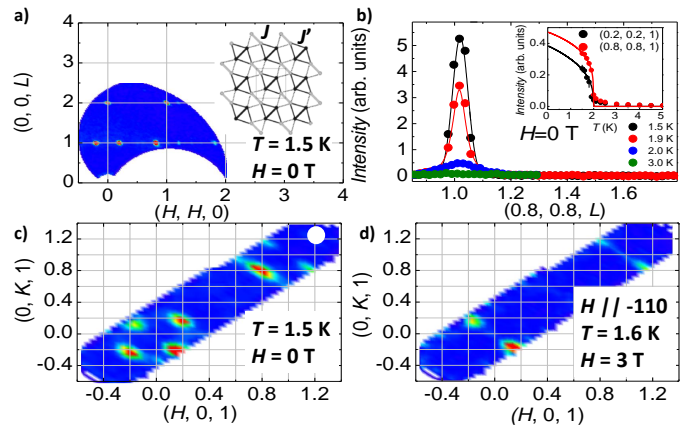 a)
J J'
(0, 0, L)
4
3
2
1
0
0 1 2 3 4
(H, H, 0)
T = 1.5 K
H = 0 T
b)
Intensity (arb. units)
5
4
3
2
1
0
1.0 1.2 1.4 1.6
(0.8, 0.8, L)
Intensity (arb. units)
0.4
0.2
0.0
0 1 2 3 4 5
T (K)
(0.2, 0.2, 1)
(0.8, 0.8, 1)
H=0 T
1.5 K
1.9 K
2.0 K
3.0 K
c)
(0, K, 1)
1.2
0.8
0.4
0.0
-0.4
-0.4 0.0 0.4 0.8 1.2
(H, 0, 1)
T = 1.5 K
H = 0 T
d)
(0, K, 1)
1.2
0.8
0.4
0.0
-0.4
-0.4 0.0 0.4 0.8 1.2
(H, 0, 1)
H // -110
T = 1.6 K
H = 3 T